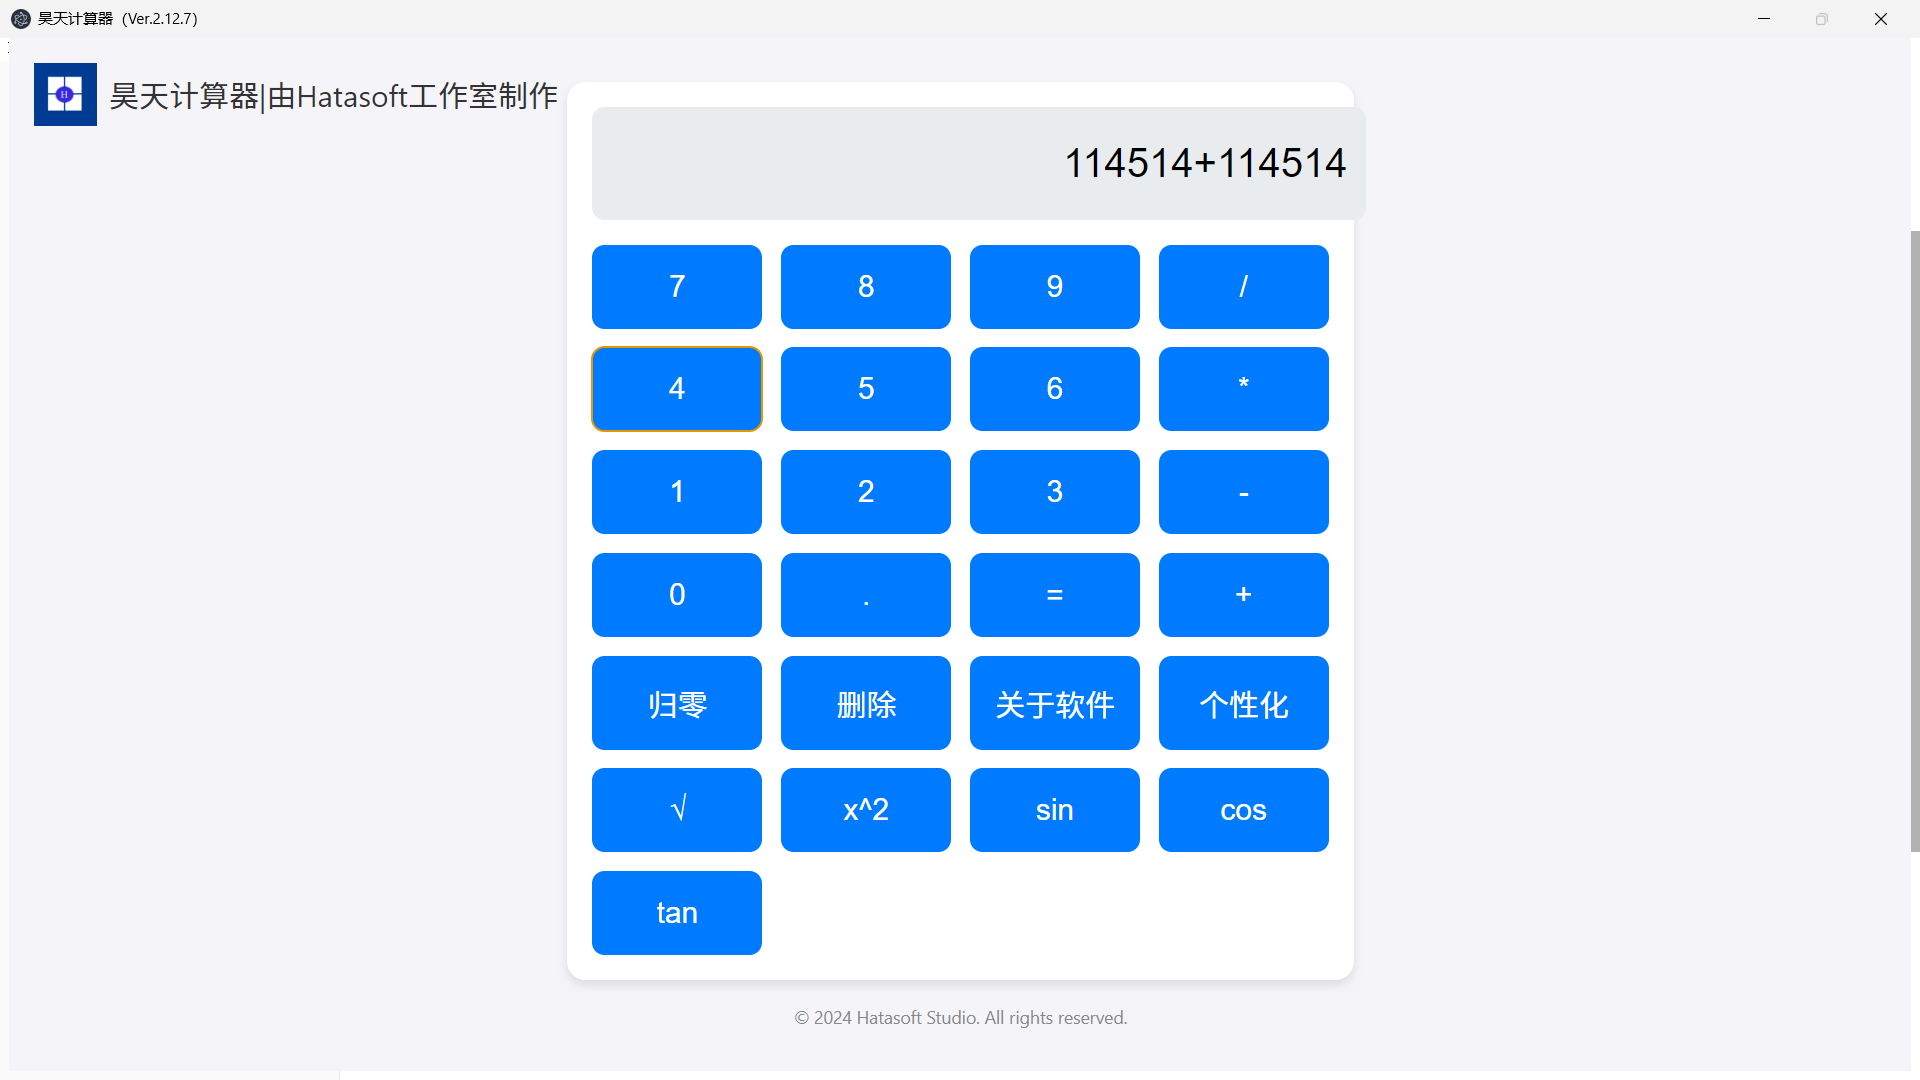 昊天计算器（Ver.2.12.7）
H
昊天计算器|由Hatasoft工作室制作
114514+114514
7 8 9 /
4 5 6 *
1 2 3 -
0 . = +
归零 删除 关于软件 个性化
√ x^2 sin cos
tan
© 2024 Hatasoft Studio. All rights reserved.